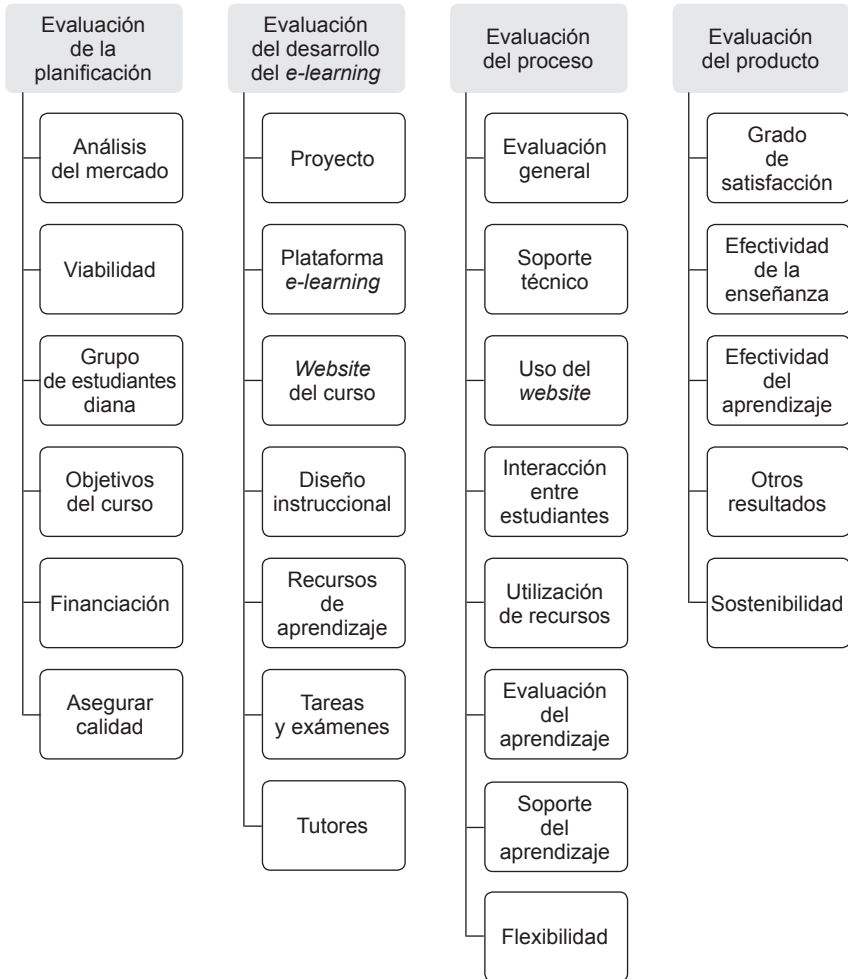 Evaluación
de la
planificación
Análisis
del mercado
Viabilidad
Grupo
de estudiantes
diana
Objetivos
del curso
Financiación
Asegurar
calidad
Evaluación
del desarrollo
del e-learning
Proyecto
Plataforma
e-learning
Website
del curso
Diseño
instruccional
Recursos
de
aprendizaje
Tareas
y exámenes
Tutores
Evaluación
del proceso
Evaluación
general
Soporte
técnico
Uso del
website
Interacción
entre
estudiantes
Utilización
de recursos
Evaluación
del
aprendizaje
Soporte
del
aprendizaje
Flexibilidad
Evaluación
del producto
Grado
de
satisfacción
Efectividad
de la
enseñanza
Efectividad
del
aprendizaje
Otros
resultados
Sostenibilidad